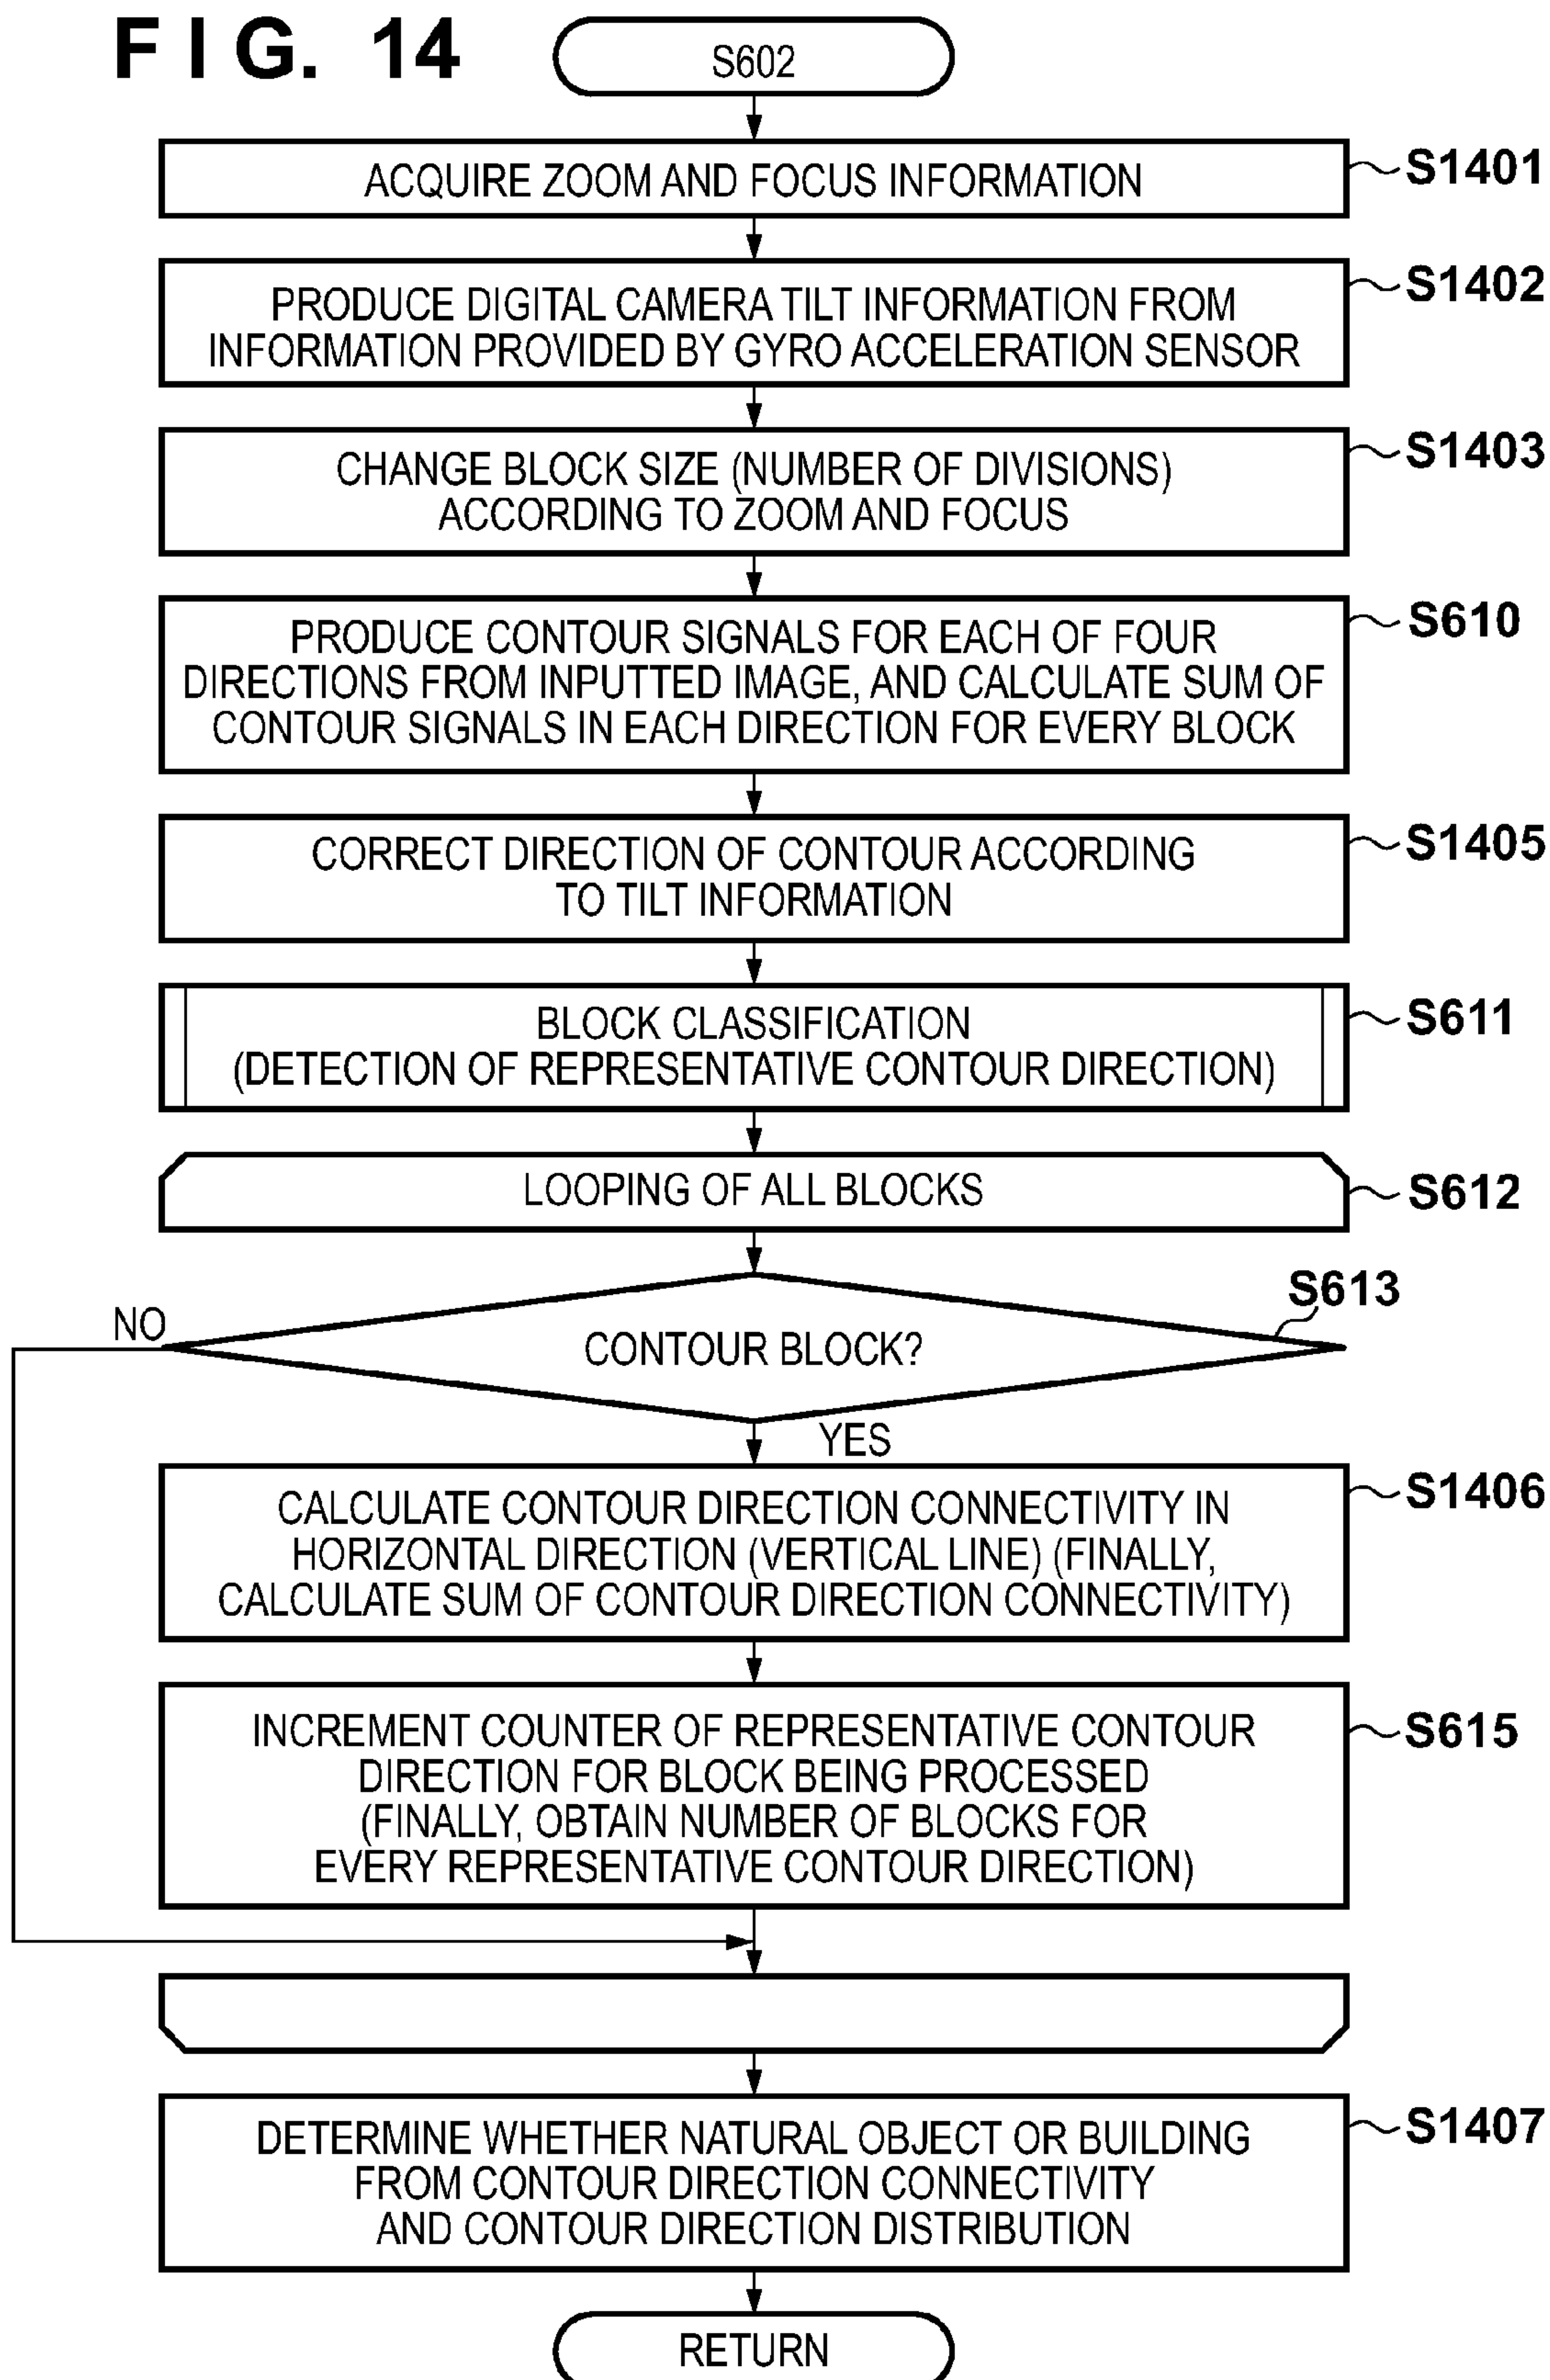 FIG. 14
S602
ACQUIRE ZOOM AND FOCUS INFORMATION
S1401
PRODUCE DIGITAL CAMERA TILT INFORMATION FROM
INFORMATION PROVIDED BY GYRO ACCELERATION SENSOR
S1402
CHANGE BLOCK SIZE (NUMBER OF DIVISIONS)
ACCORDING TO ZOOM AND FOCUS
S1403
PRODUCE CONTOUR SIGNALS FOR EACH OF FOUR
DIRECTIONS FROM INPUTTED IMAGE, AND CALCULATE SUM OF
CONTOUR SIGNALS IN EACH DIRECTION FOR EVERY BLOCK
S610
CORRECT DIRECTION OF CONTOUR ACCORDING
TO TILT INFORMATION
S1405
BLOCK CLASSIFICATION
(DETECTION OF REPRESENTATIVE CONTOUR DIRECTION)
S611
LOOPING OF ALL BLOCKS
S612
S613
NO
CONTOUR BLOCK?
YES
CALCULATE CONTOUR DIRECTION CONNECTIVITY IN
HORIZONTAL DIRECTION (VERTICAL LINE) (FINALLY,
CALCULATE SUM OF CONTOUR DIRECTION CONNECTIVITY)
S1406
INCREMENT COUNTER OF REPRESENTATIVE CONTOUR
DIRECTION FOR BLOCK BEING PROCESSED
(FINALLY, OBTAIN NUMBER OF BLOCKS FOR
EVERY REPRESENTATIVE CONTOUR DIRECTION)
S615
DETERMINE WHETHER NATURAL OBJECT OR BUILDING
FROM CONTOUR DIRECTION CONNECTIVITY
AND CONTOUR DIRECTION DISTRIBUTION
S1407
RETURN